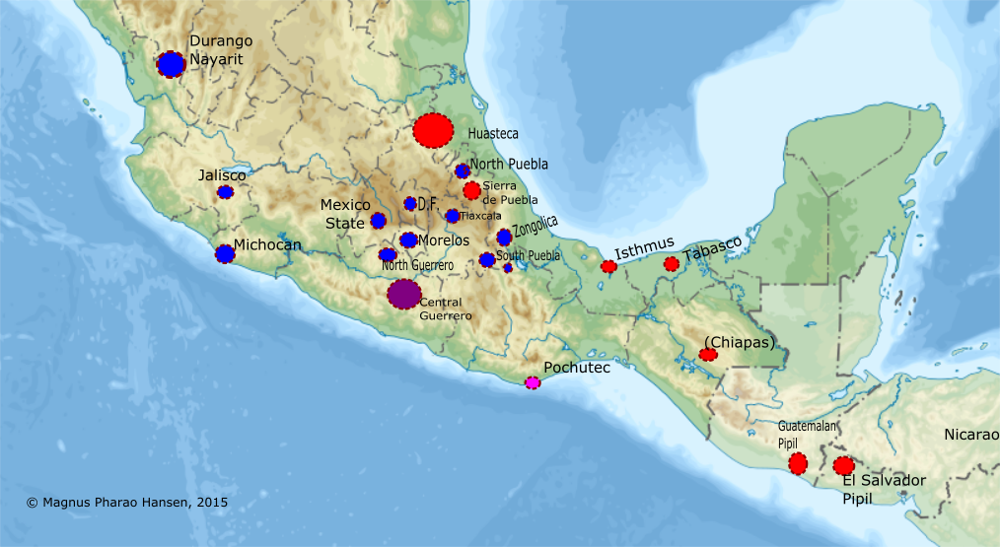 Durango
Nayarit
Huasteca
North Puebla
Jalisco
Sierra
de Puebla
Mexico
State
D.F.
Tlaxcala
Zongolica
Michocan
Morelos
Isthmus
Tabasco
North Guerrero
South Puebla
Central
Guerrero
(Chiapas)
Pochutec
Guatemalan
Pipil
Nicarao
El Salvador
Pipil
© Magnus Pharao Hansen, 2015